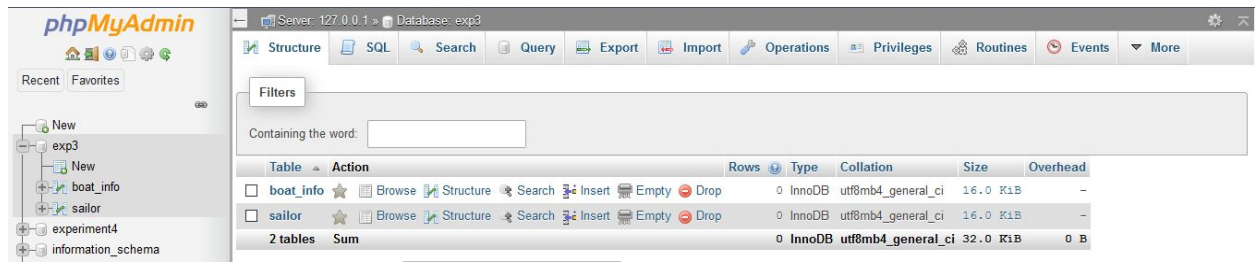 phpMyAdmin
Recent Favorites
New
exp3
New
boat_info
sailor
experiment4
information_schema
Server: 127.0.0.1 » Database: exp3
Structure SQL Search Query Export Import Operations Privileges Routines Events More
Filters
Containing the word:
Table Action Rows Type Collation Size Overhead
boat_info Browse Structure Search Insert Empty Drop 0 InnoDB utf8mb4_general_ci 16.0 KiB -
sailor Browse Structure Search Insert Empty Drop 0 InnoDB utf8mb4_general_ci 16.0 KiB -
2 tables Sum 0 InnoDB utf8mb4_general_ci 32.0 KiB 0 B